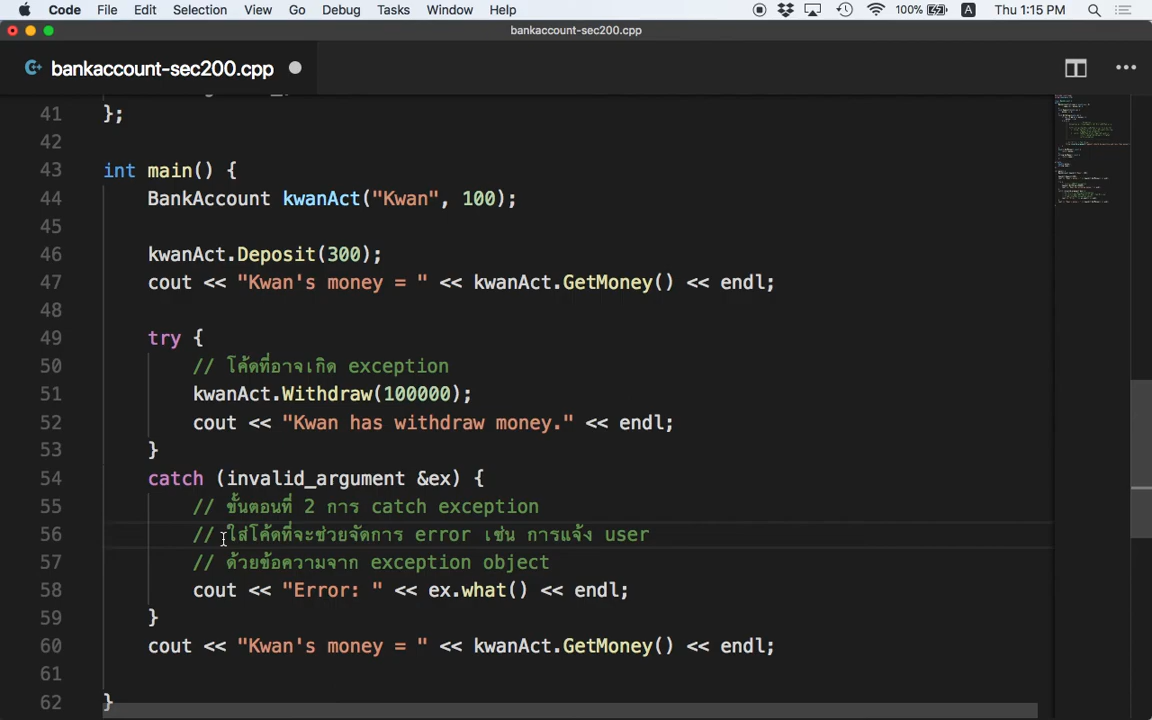 Code File Edit Selection View Go Debug Tasks Window Help 100% A Thu 1:15 PM
bankaccount-sec200.cpp
bankaccount-sec200.cpp
41 };
42
43 int main() {
44 BankAccount kwanAct("Kwan", 100);
45
46 kwanAct.Deposit(300);
47 cout << "Kwan's money = " << kwanAct.GetMoney() << endl;
48
49 try {
50 // โค้ดที่อาจเกิด exception
51 kwanAct.Withdraw(100000);
52 cout << "Kwan has withdraw money." << endl;
53 }
54 catch (invalid_argument &ex) {
55 // ขั้นตอนที่ 2 การ catch exception
56 // ใส่โค้ดที่จะช่วยจัดการ error เช่น การแจ้ง user
57 // ด้วยข้อความจาก exception object
58 cout << "Error: " << ex.what() << endl;
59 }
60 cout << "Kwan's money = " << kwanAct.GetMoney() << endl;
61
62 }